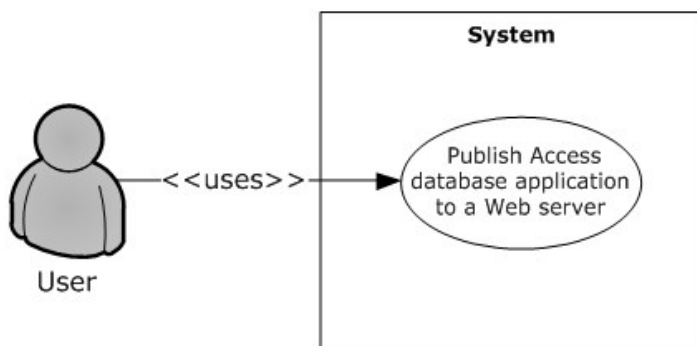 System
<<uses>>
Publish Access
database application
to a Web server
User